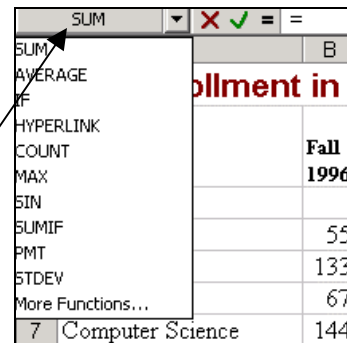 SUM = =
SUM B
AVERAGE
IF ollment in
HYPERLINK
COUNT Fall
MAX 1996
SIN
SUMIF 55
PMT 133
STDEV
More Functions... 67
7 Computer Science 144